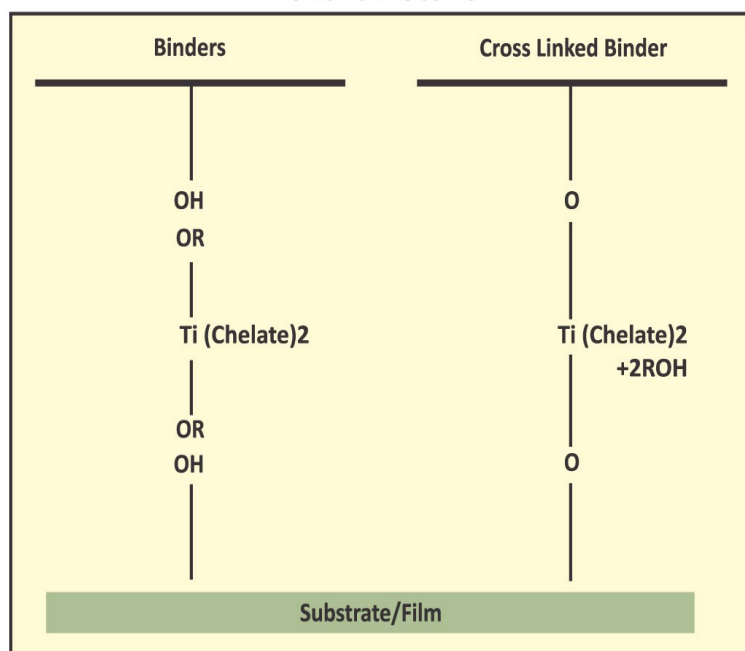 Binders
Cross Linked Binder
OH
O
OR
Ti (Chelate)2
Ti (Chelate)2
+2ROH
OR
OH
O
Substrate/Film